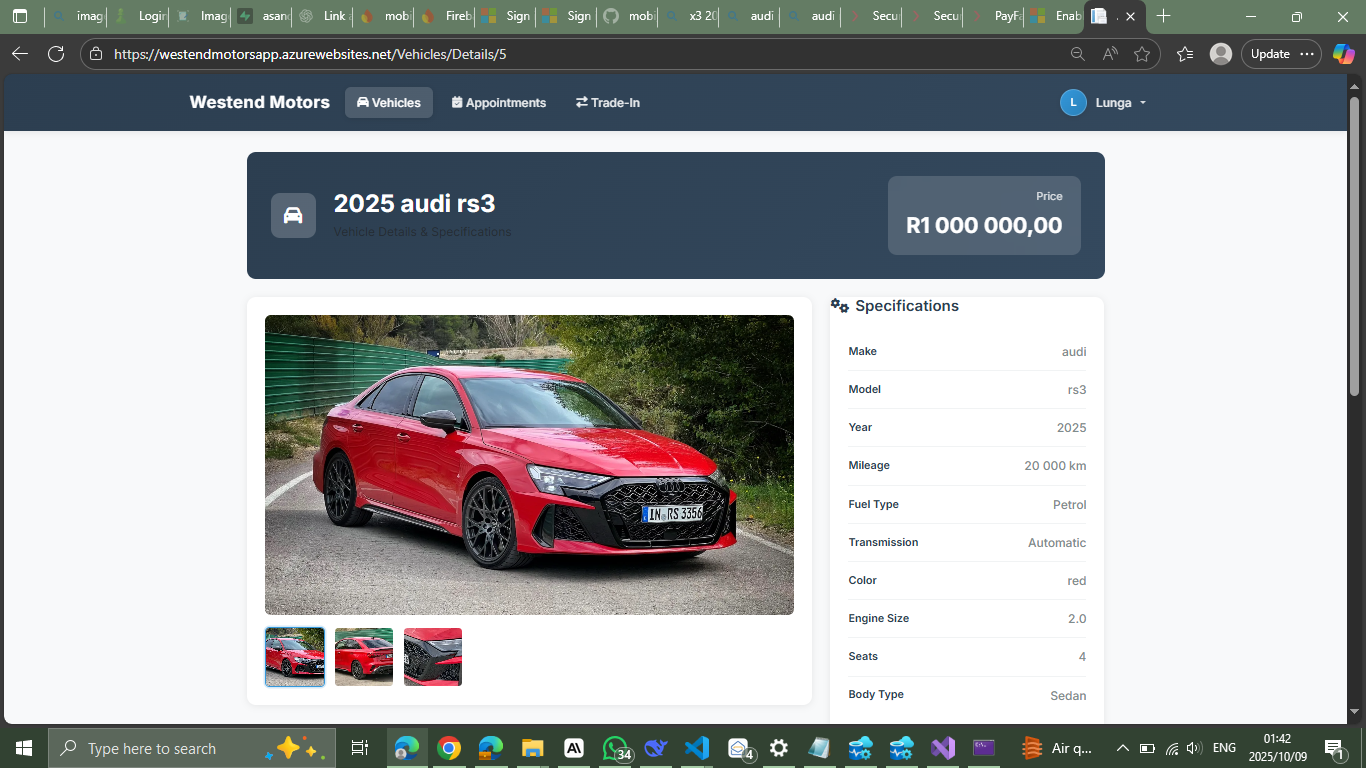 imag
Login
Imag
asan
Link a
mobi
Fireb
Sign
Sign
mobi
x3 20
audi
audi
Secu
Secu
PayFa
Enab
https://westendmotorsapp.azurewebsites.net/Vehicles/Details/5
Update
Westend Motors
Vehicles
Appointments
Trade-In
L
Lunga
2025 audi rs3
Vehicle Details & Specifications
Price
R1 000 000,00
IN RS 3356
Specifications
Make audi
Model rs3
Year 2025
Mileage 20 000 km
Fuel Type Petrol
Transmission Automatic
Color red
Engine Size 2.0
Seats 4
Body Type Sedan
Type here to search
34
4
Air q...
ENG
01:42
2025/10/09
1